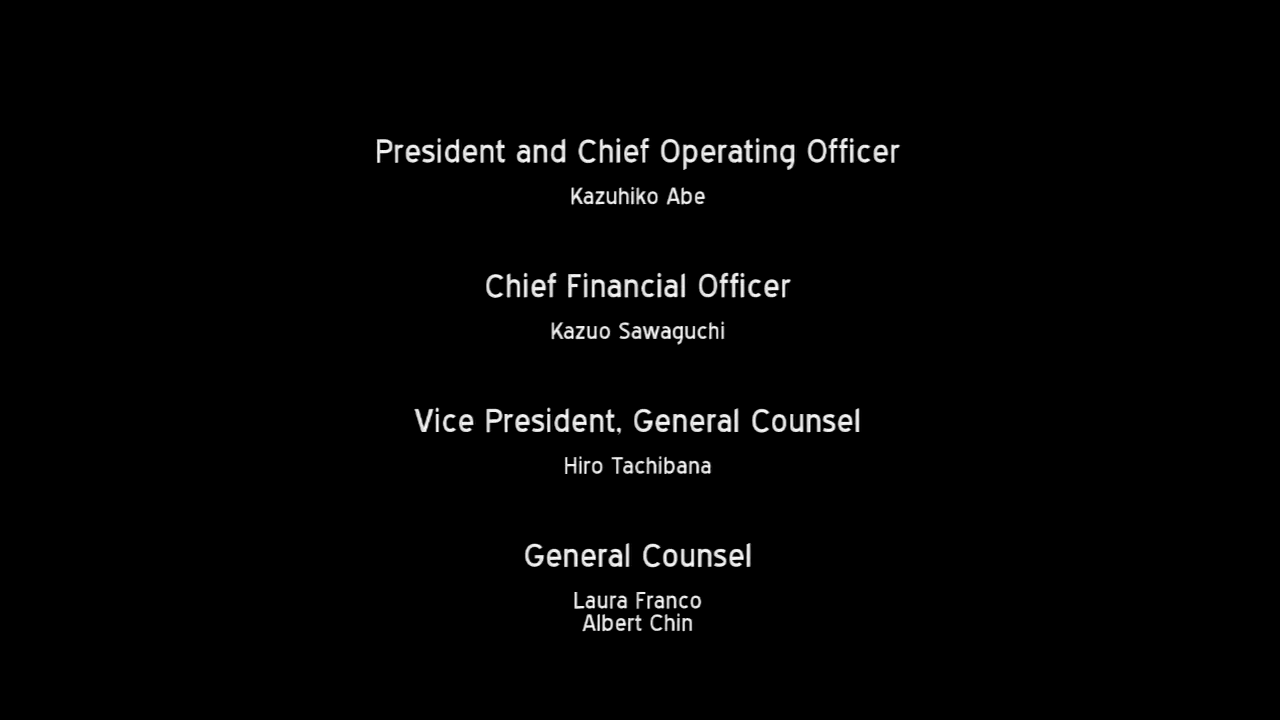 President and Chief Operating Officer
Kazuhiko Abe
Chief Financial Officer
Kazuo Sawaguchi
Vice President, General Counsel
Hiro Tachibana
General Counsel
Laura Franco
Albert Chin